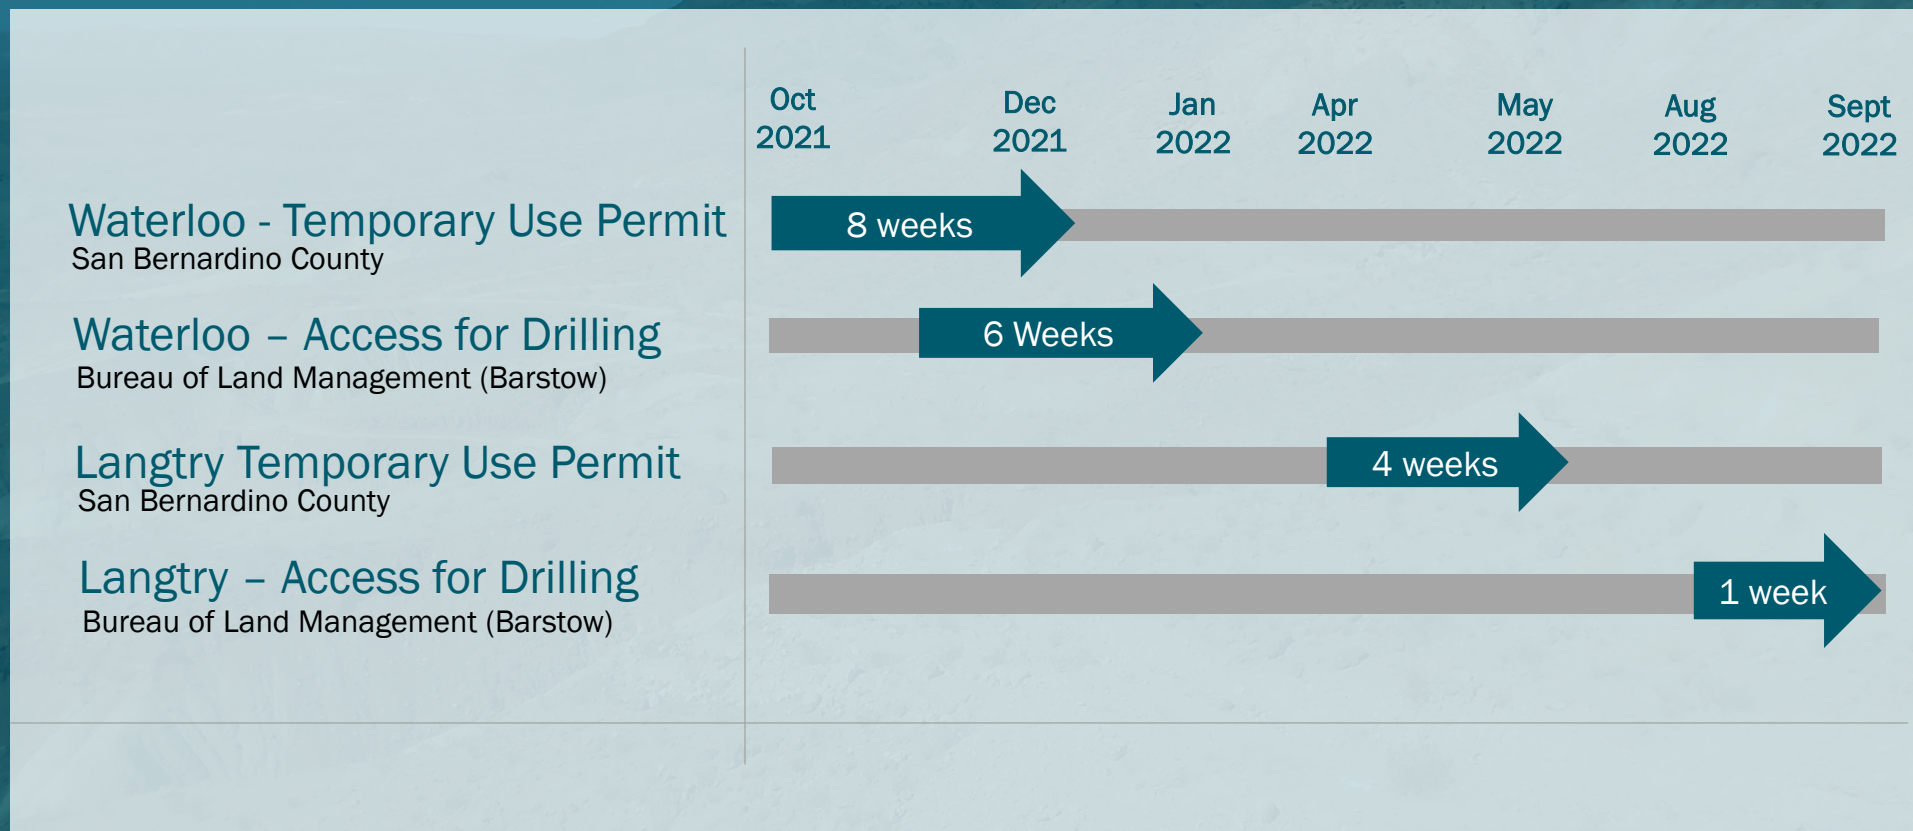 Oct
2021
Dec
2021
Jan
2022
Apr
2022
May
2022
Aug
2022
Sept
2022
Waterloo - Temporary Use Permit
San Bernardino County
8 weeks
Waterloo – Access for Drilling
Bureau of Land Management (Barstow)
6 Weeks
Langtry Temporary Use Permit
San Bernardino County
4 weeks
Langtry – Access for Drilling
Bureau of Land Management (Barstow)
1 week